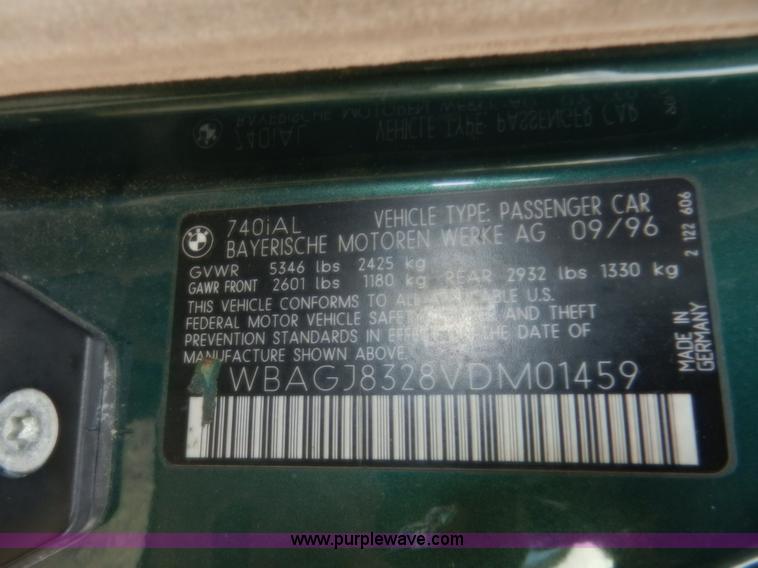 740iAL VEHICLE TYPE: PASSENGER CAR
BAYERISCHE MOTOREN WERKE AG 09/96
GVWR 5346 lbs 2425 kg
GAWR FRONT 2601 lbs 1180 kg REAR 2932 lbs 1330 kg
THIS VEHICLE CONFORMS TO ALL APPLICABLE U.S.
FEDERAL MOTOR VEHICLE SAFETY BUMPER AND THEFT
PREVENTION STANDARDS IN EFFECT ON THE DATE OF
MANUFACTURE SHOWN ABOVE.
WBAGJ8328VDM01459
2 122 606
MADE IN
GERMANY
www.purplewave.com